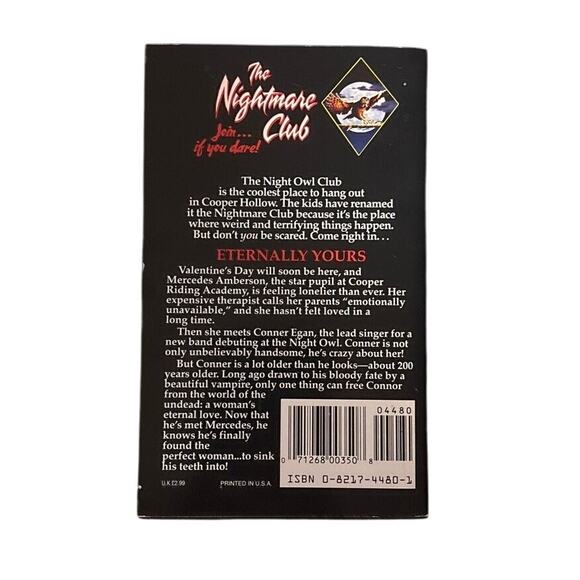 The
Nightmare
Club
Join...
if you dare!
The Night Owl Club
is the coolest place to hang out
in Cooper Hollow. The kids have renamed
it the Nightmare Club because it's the place
where weird and terrifying things happen.
But don't you be scared. Come right in. . .
ETERNALLY YOURS
Valentine's Day will soon be here, and
Mercedes Amberson, the star pupil at Cooper
Riding Academy, is feeling lonelier than ever. Her
expensive therapist calls her parents “emotionally
unavailable,” and she hasn't felt loved in a
long time.
Then she meets Conner Egan, the lead singer for a
new band debuting at the Night Owl. Conner is not
only unbelievably handsome, he's crazy about her!
But Conner is a lot older than he looks—about 200
years older. Long ago drawn to his bloody fate by a
beautiful vampire, only one thing can free Connor
from the world of the
undead: a woman's
eternal love. Now that
he's met Mercedes, he
knows he's finally
found the
perfect woman...to sink
his teeth into!
04480
0 71268 00350 8
ISBN 0-8217-4480-1
U.K £2.99 PRINTED IN U.S.A.